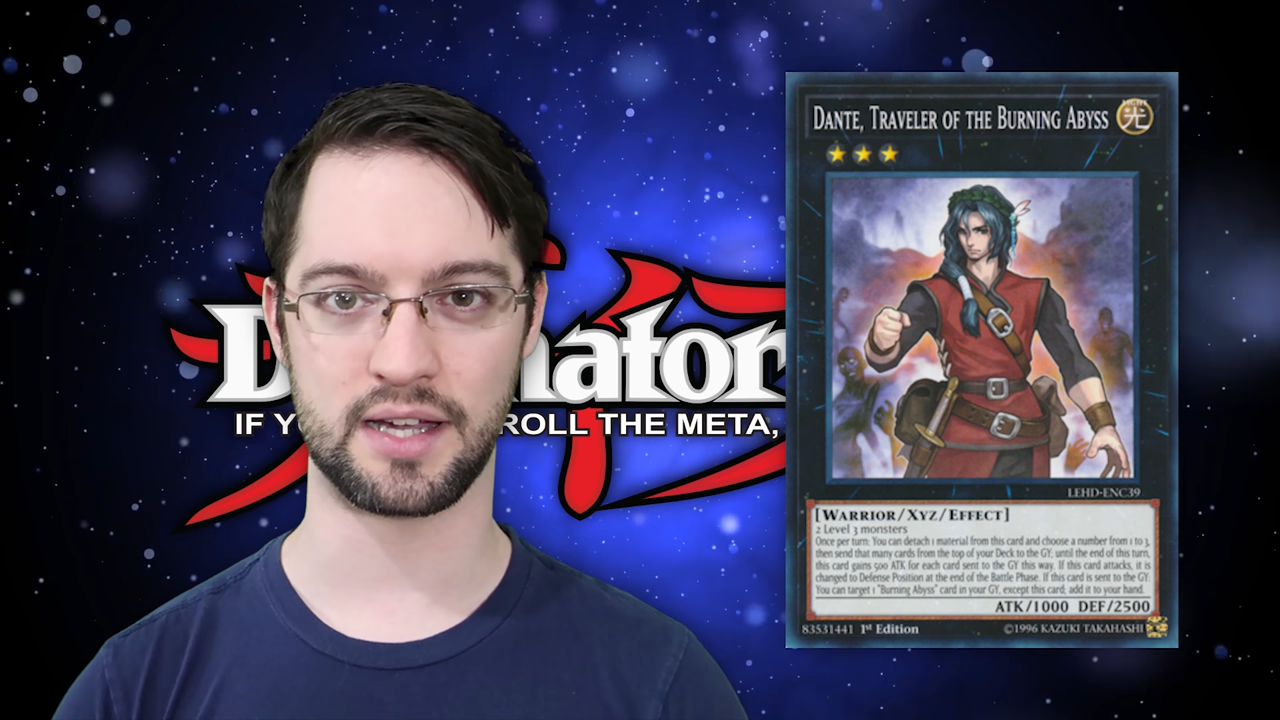 D nator
IF Y ROLL THE META,
DANTE, TRAVELER OF THE BURNING ABYSS
LIGHT
光
LEHD-ENC39
[WARRIOR/XYZ/EFFECT]
2 Level 3 monsters
Once per turn: You can detach 1 material from this card and choose a number from 1 to 3,
then send that many cards from the top of your Deck to the GY; until the end of this turn,
this card gains 500 ATK for each card sent to the GY this way. If this card attacks, it is
changed to Defense Position at the end of the Battle Phase. If this card is sent to the GY:
You can target 1 "Burning Abyss" card in your GY, except this card; add it to your hand.
ATK/1000 DEF/2500
83531441 1st Edition ©1996 KAZUKI TAKAHASHI